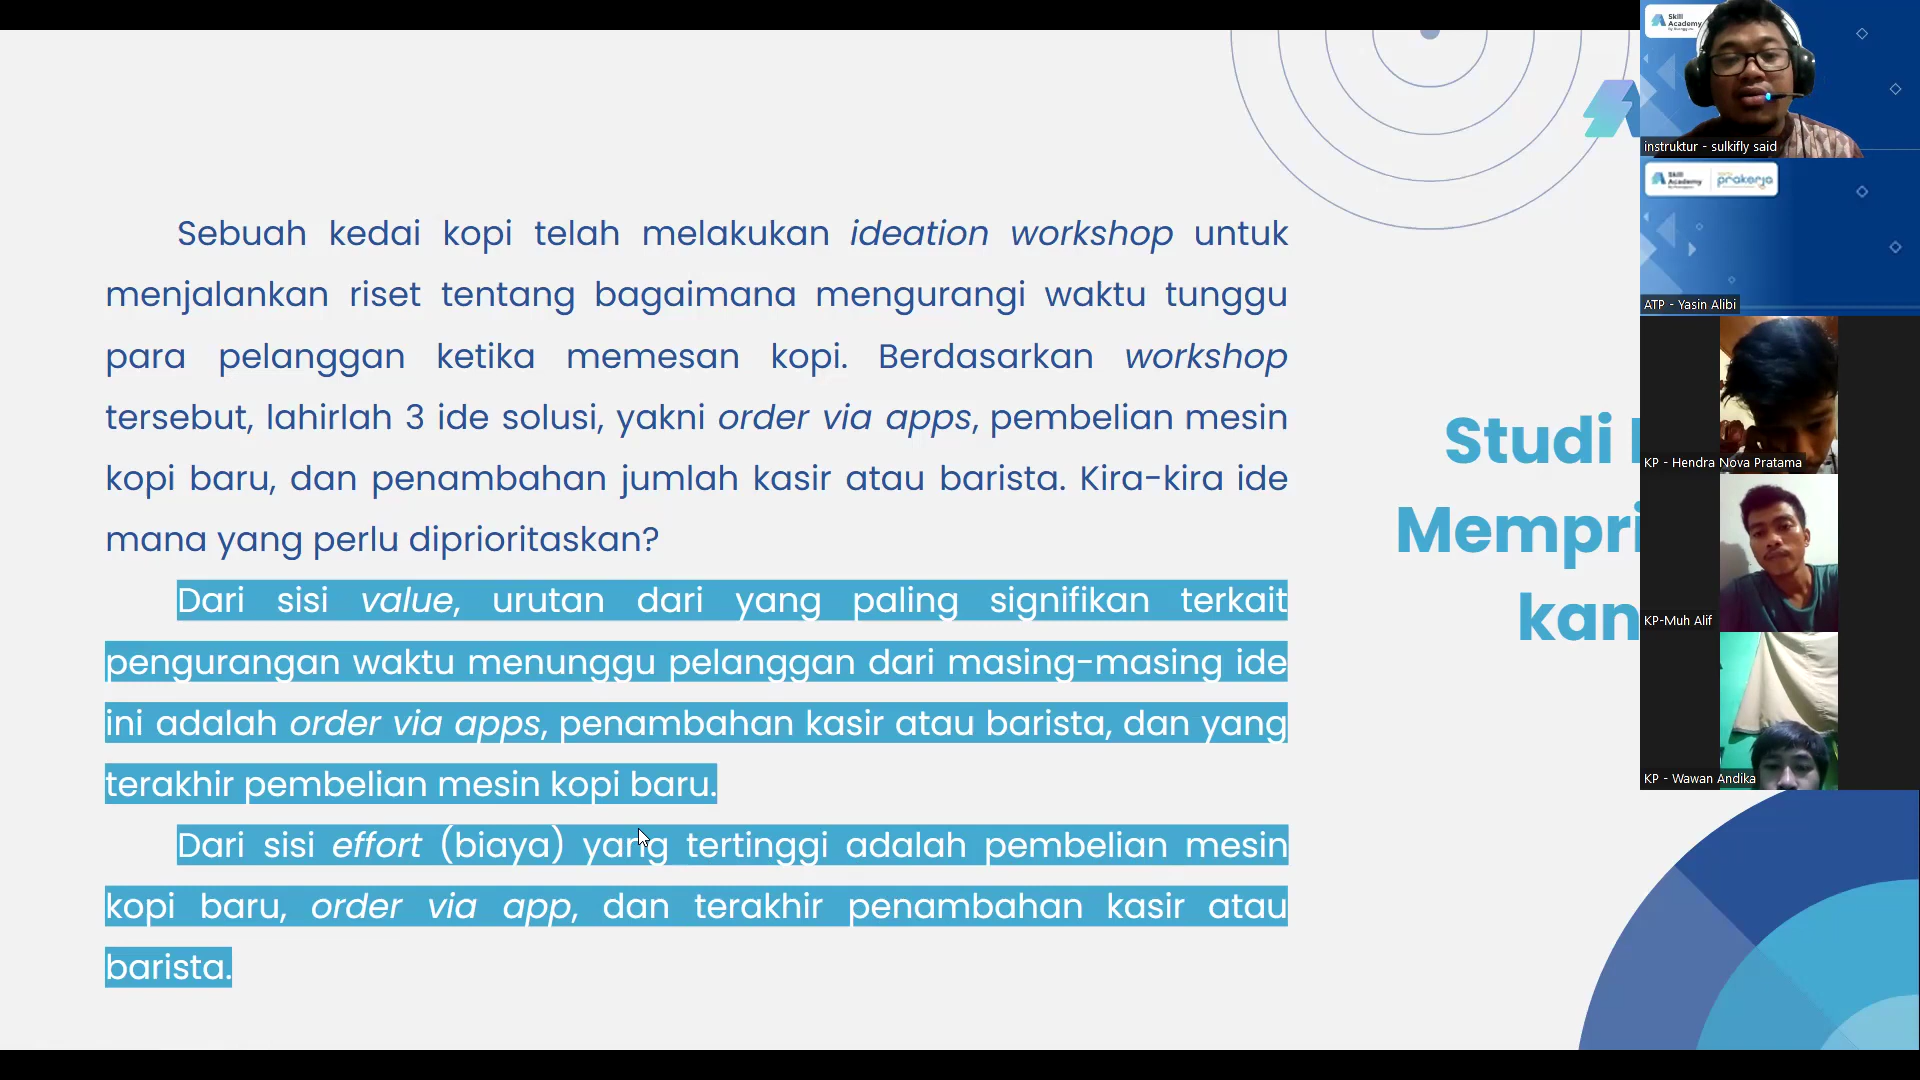 Sebuah kedai kopi telah melakukan ideation workshop untuk
menjalankan riset tentang bagaimana mengurangi waktu tunggu
para pelanggan ketika memesan kopi. Berdasarkan workshop
tersebut, lahirlah 3 ide solusi, yakni order via apps, pembelian mesin
kopi baru, dan penambahan jumlah kasir atau barista. Kira-kira ide
mana yang perlu diprioritaskan?
Dari sisi value, urutan dari yang paling signifikan terkait
pengurangan waktu menunggu pelanggan dari masing-masing ide
ini adalah order via apps, penambahan kasir atau barista, dan yang
terakhir pembelian mesin kopi baru.
Dari sisi effort (biaya) yang tertinggi adalah pembelian mesin
kopi baru, order via app, dan terakhir penambahan kasir atau
barista.
Studi
Mempri
kan
Skill
Academy
instruktur - sulkifly said
Skill
Academy
prakerja
ATP - Yasin Alibi
KP - Hendra Nova Pratama
KP-Muh Alif
KP - Wawan Andika